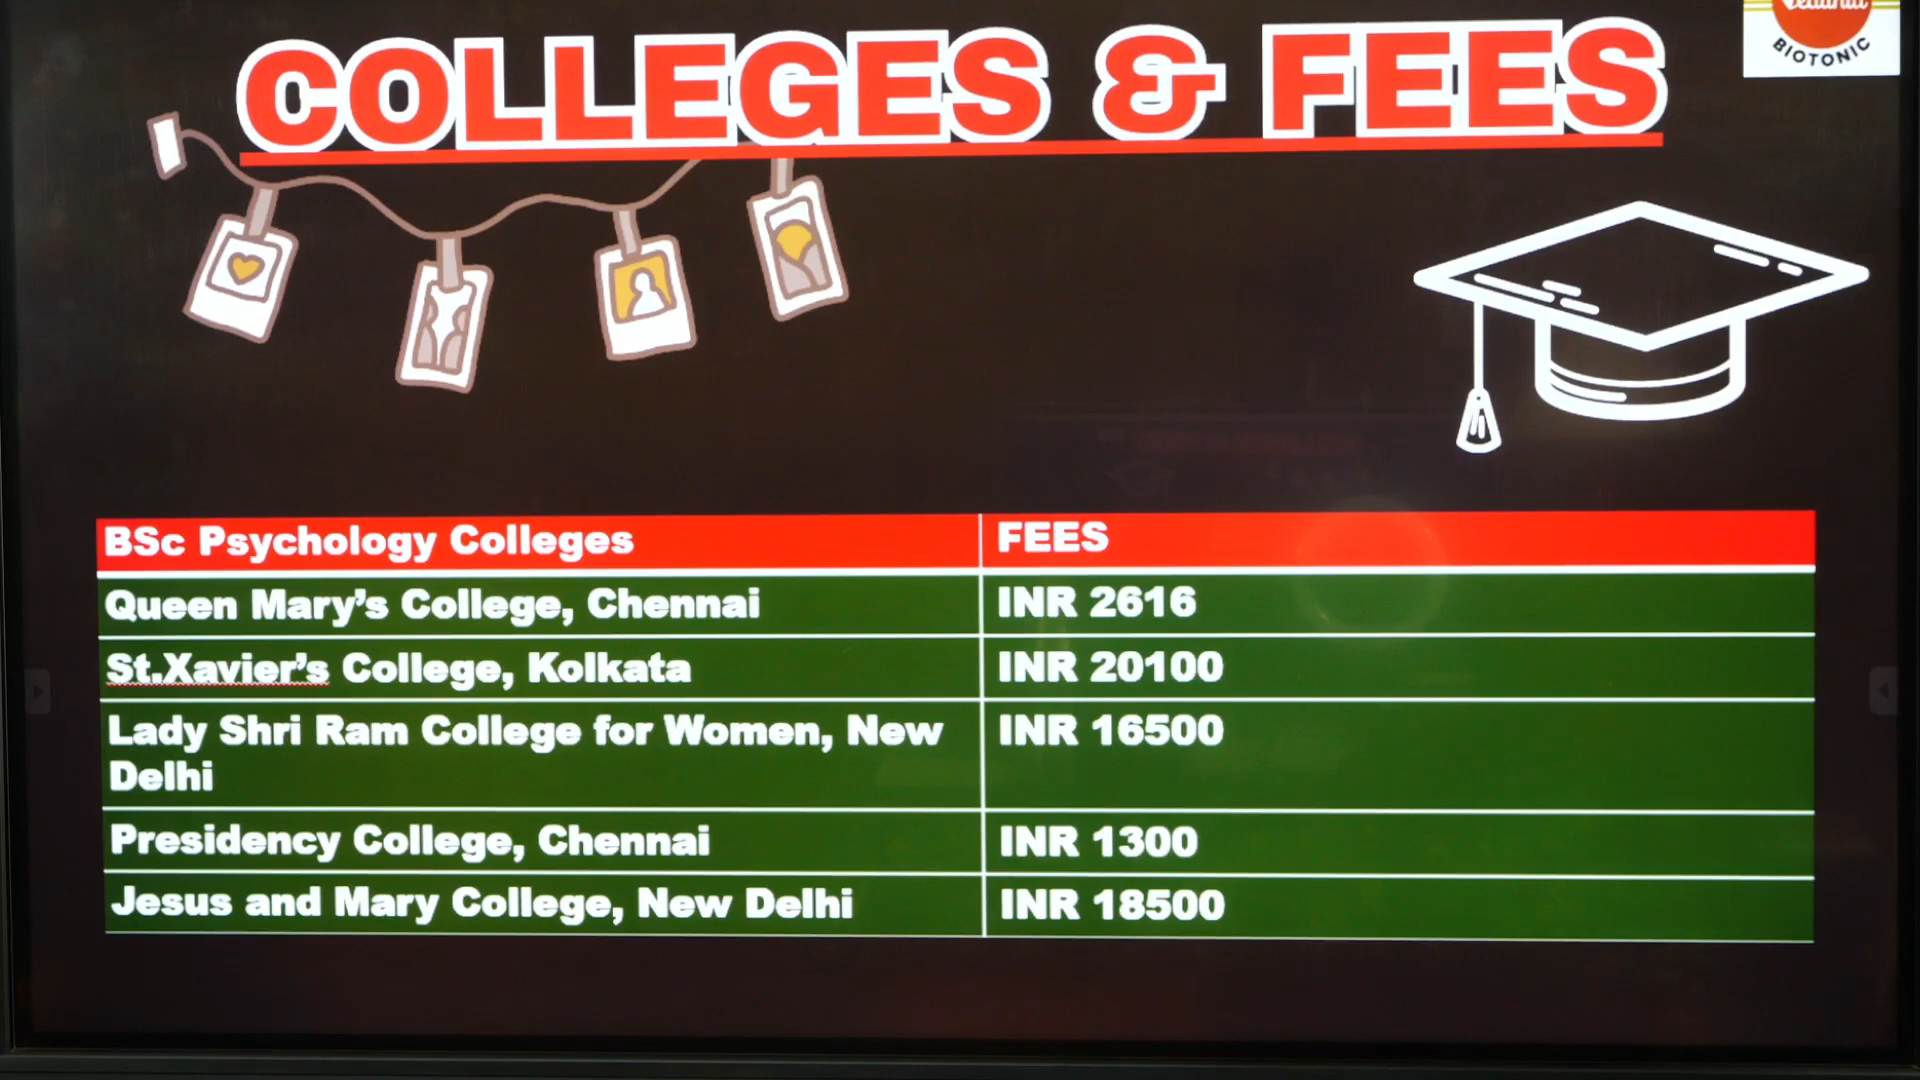 COLLEGES & FEES
BIOTONIC
BSc Psychology Colleges FEES
Queen Mary's College, Chennai INR 2616
St.Xavier's College, Kolkata INR 20100
Lady Shri Ram College for Women, New INR 16500
Delhi
Presidency College, Chennai INR 1300
Jesus and Mary College, New Delhi INR 18500